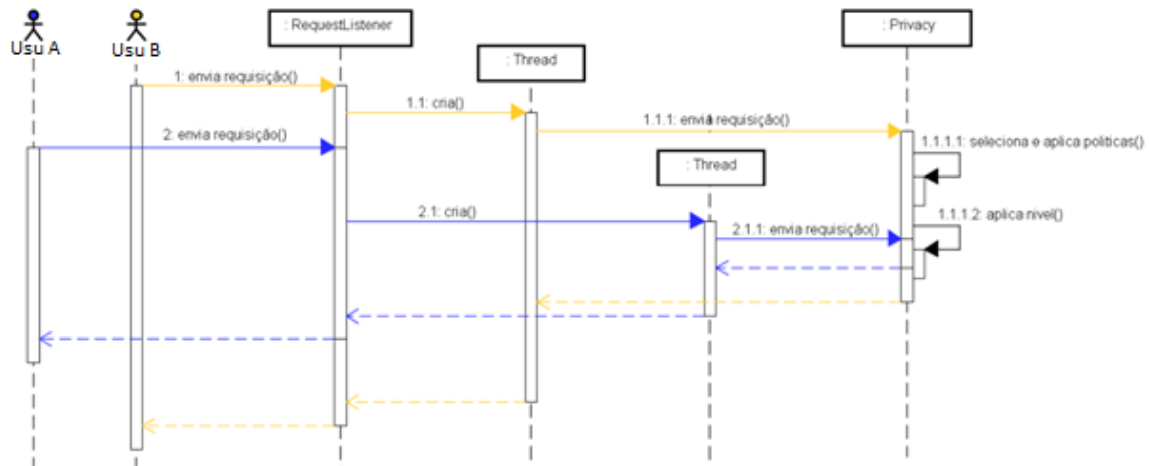 Usu A
Usu B
: RequestListener
: Thread
: Privacy
1: envia requisição()
1.1: cria()
1.1.1: envia requisição()
2: envia requisição()
1.1.1.1: seleciona e aplica politicas()
: Thread
2.1: cria()
1.1.1.2: aplica nivel()
2.1.1: envia requisição()